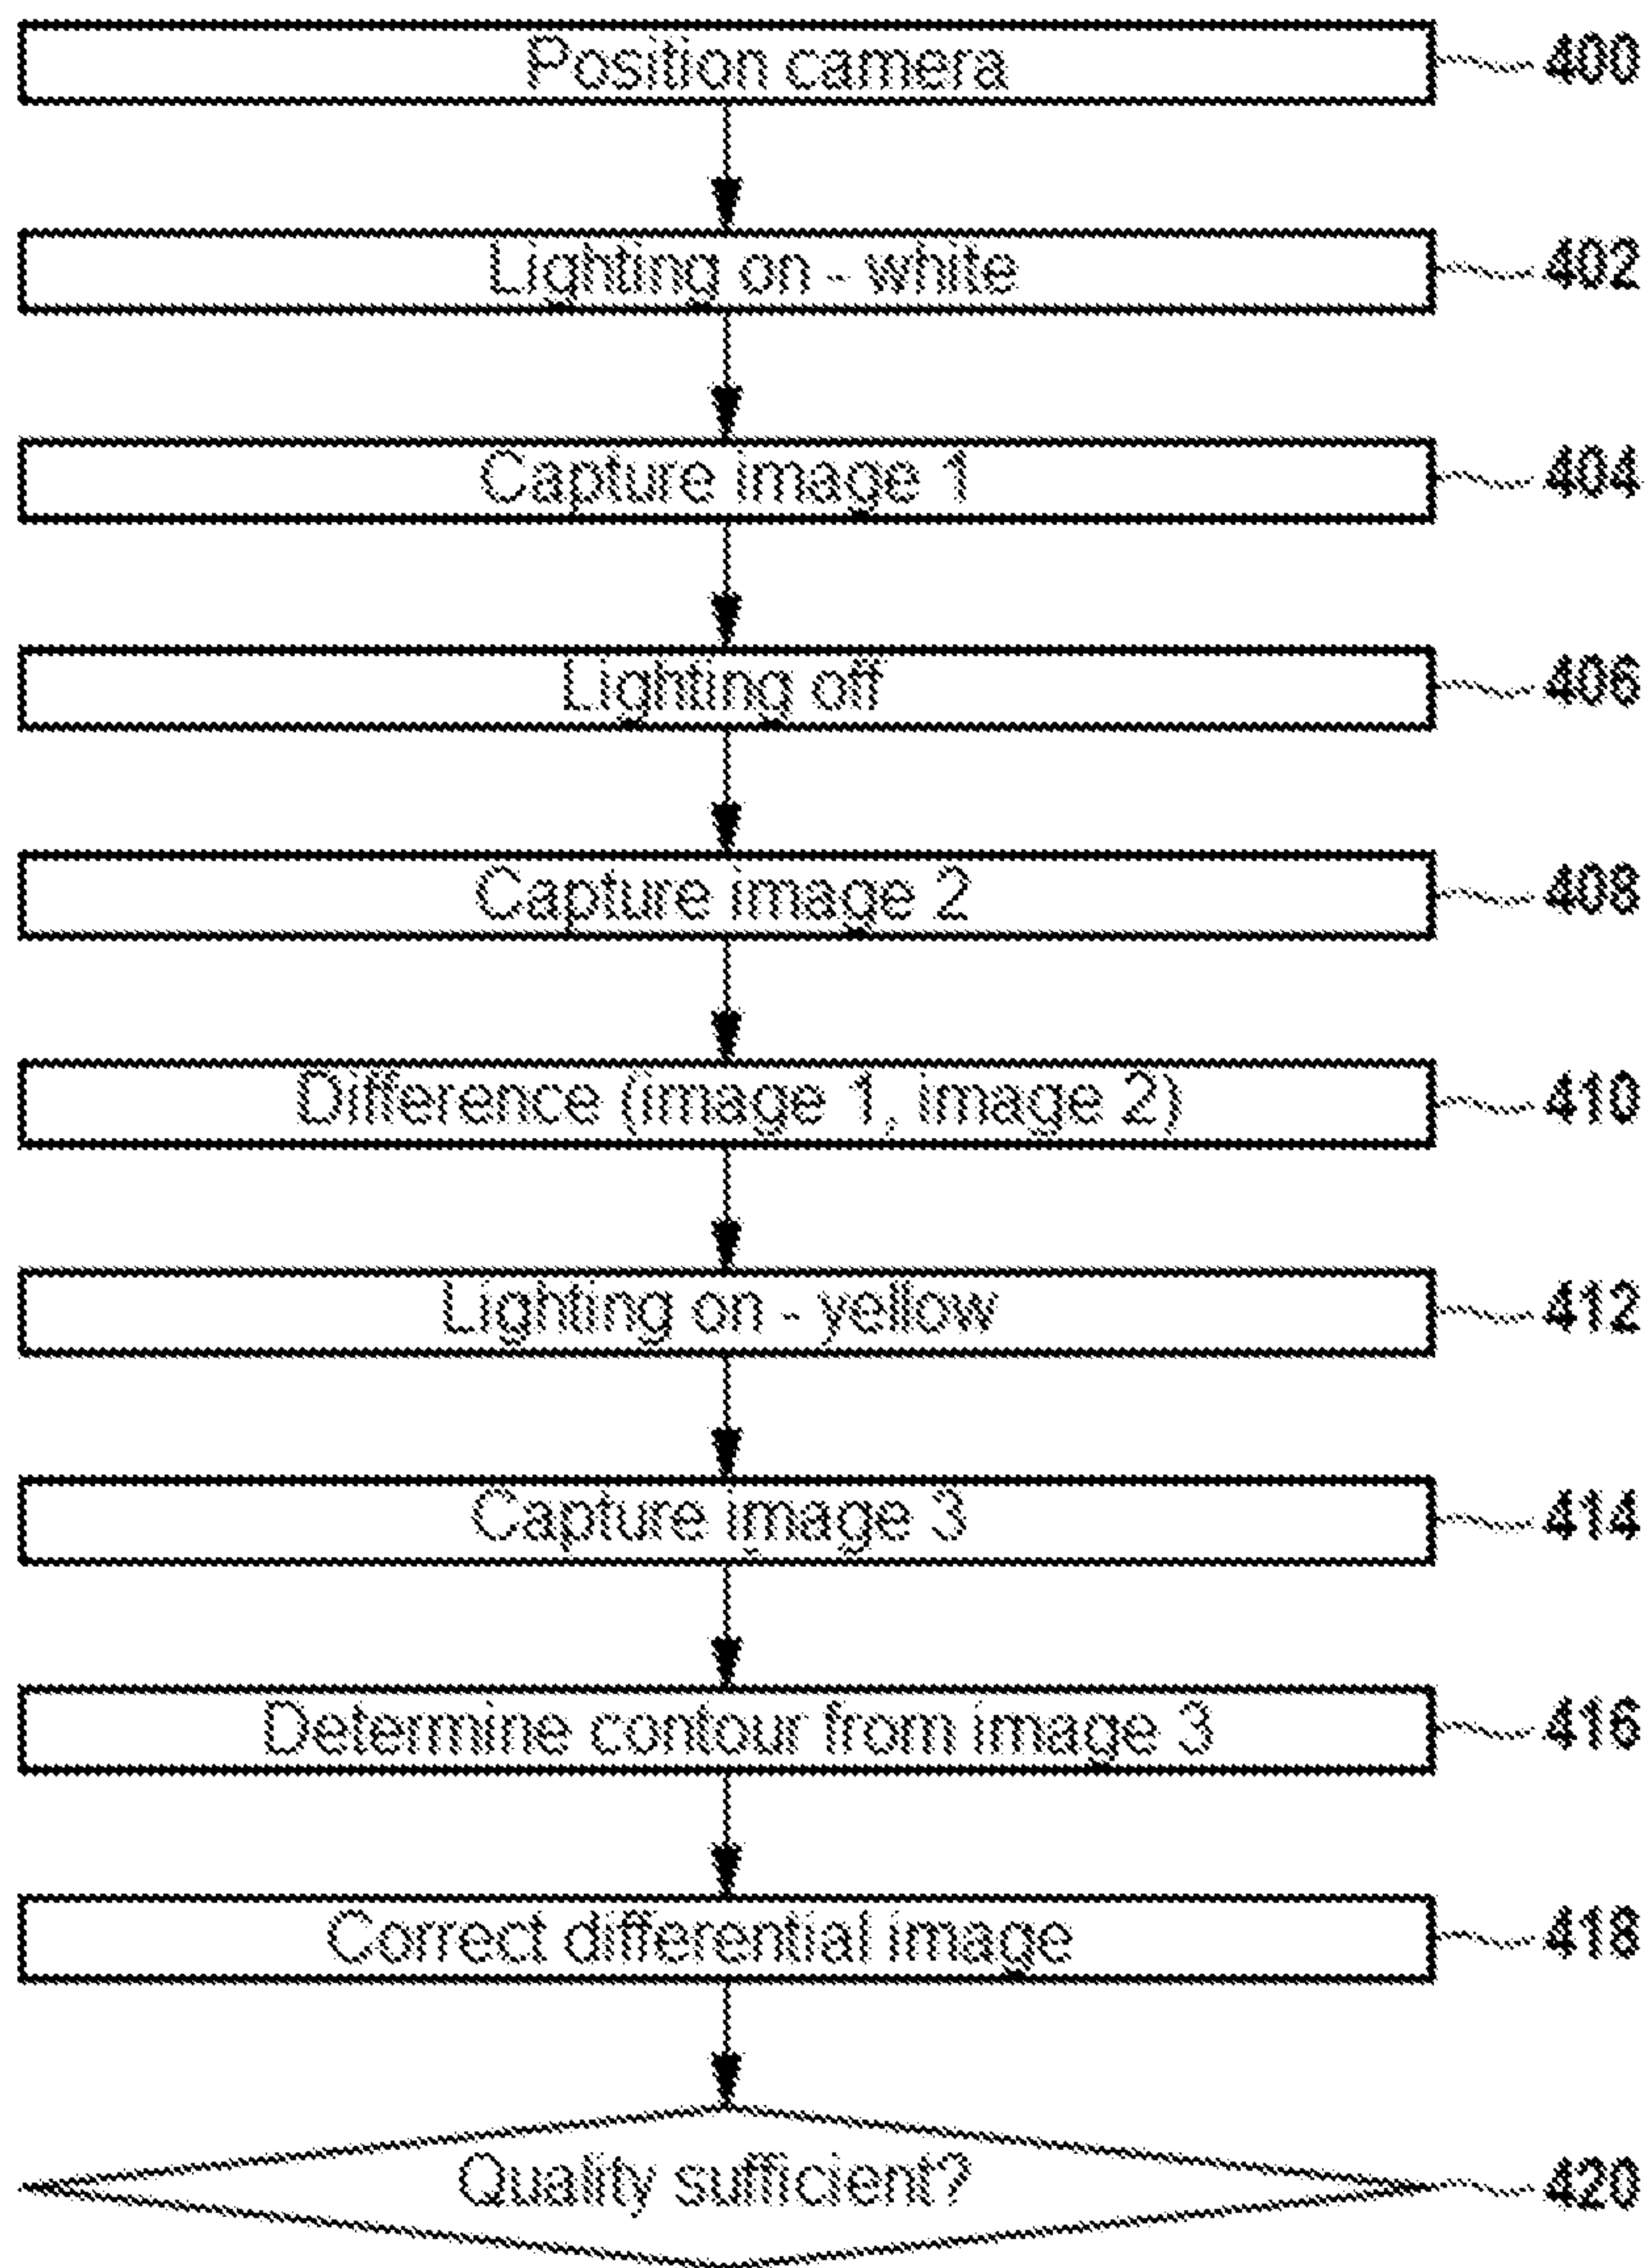 Position camera 400
Lighting on - white 402
Capture image 1 404
Lighting off 406
Capture image 2 408
Difference (image 1, image 2) 410
Lighting on - yellow 412
Capture image 3 414
Determine contour from image 3 416
Correct differential image 418
Quality sufficient? 420